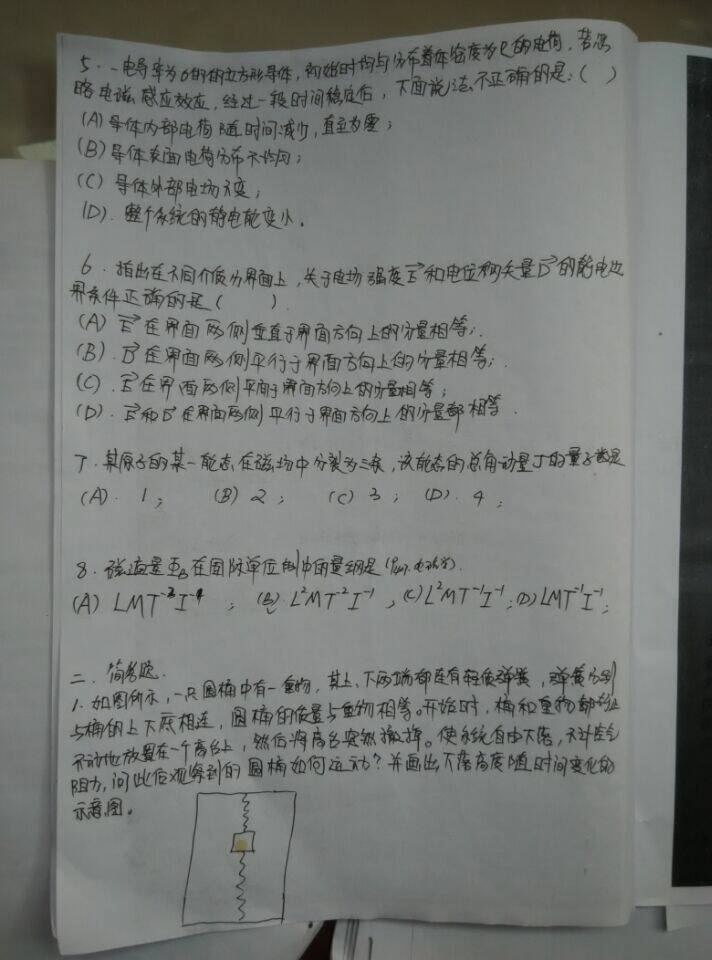 5. 一电导率为σ的的立方形导体，初始时均匀分布着体密度为ρ的电荷，若忽
略电磁感应效应，经过一段时间稳定后，下面说法不正确的是：( )
(A) 导体内部电荷随时间减少，直至为零；
(B) 导体表面电荷分布不均匀；
(C) 导体外部电场不变；
(D). 整个系统的静电能变小。
6. 指出在不同介质分界面上，关于电场强度E和电位移矢量D的静电边
界条件正确的是( ).
(A) E在界面两侧垂直于界面方向上的分量相等；
(B). D在界面两侧平行于界面方向上的分量相等；
(C). E在界面两侧平行于界面方向上的分量相等；
(D). E和D在界面两侧平行于界面方向上的分量都相等.
7. 某原子的某一能态在磁场中分裂为三条，该能态的总角动量J的量子数是
(A). 1； (B) 2； (C) 3； (D). 4；
8. 磁通量Φ_B在国际单位制中的量纲是
(A) LMT⁻³I⁻⁴； (B) L²MT⁻²I⁻¹，(C) L²MT⁻¹I⁻¹；(D) LMT⁻¹I⁻¹；
二. 简答题.
1. 如图所示，一只圆桶中有一重物，其上、下两端都连有轻质弹簧，弹簧分别
与桶的上下底相连，圆桶的质量与重物相等。开始时，桶和重物都
不动地放置在一个高台上，然后将高台突然撤掉。使系统自由下落，不计空气
阻力，问此后观察到的圆桶如何运动？并画出下落高度随时间变化的
示意图。